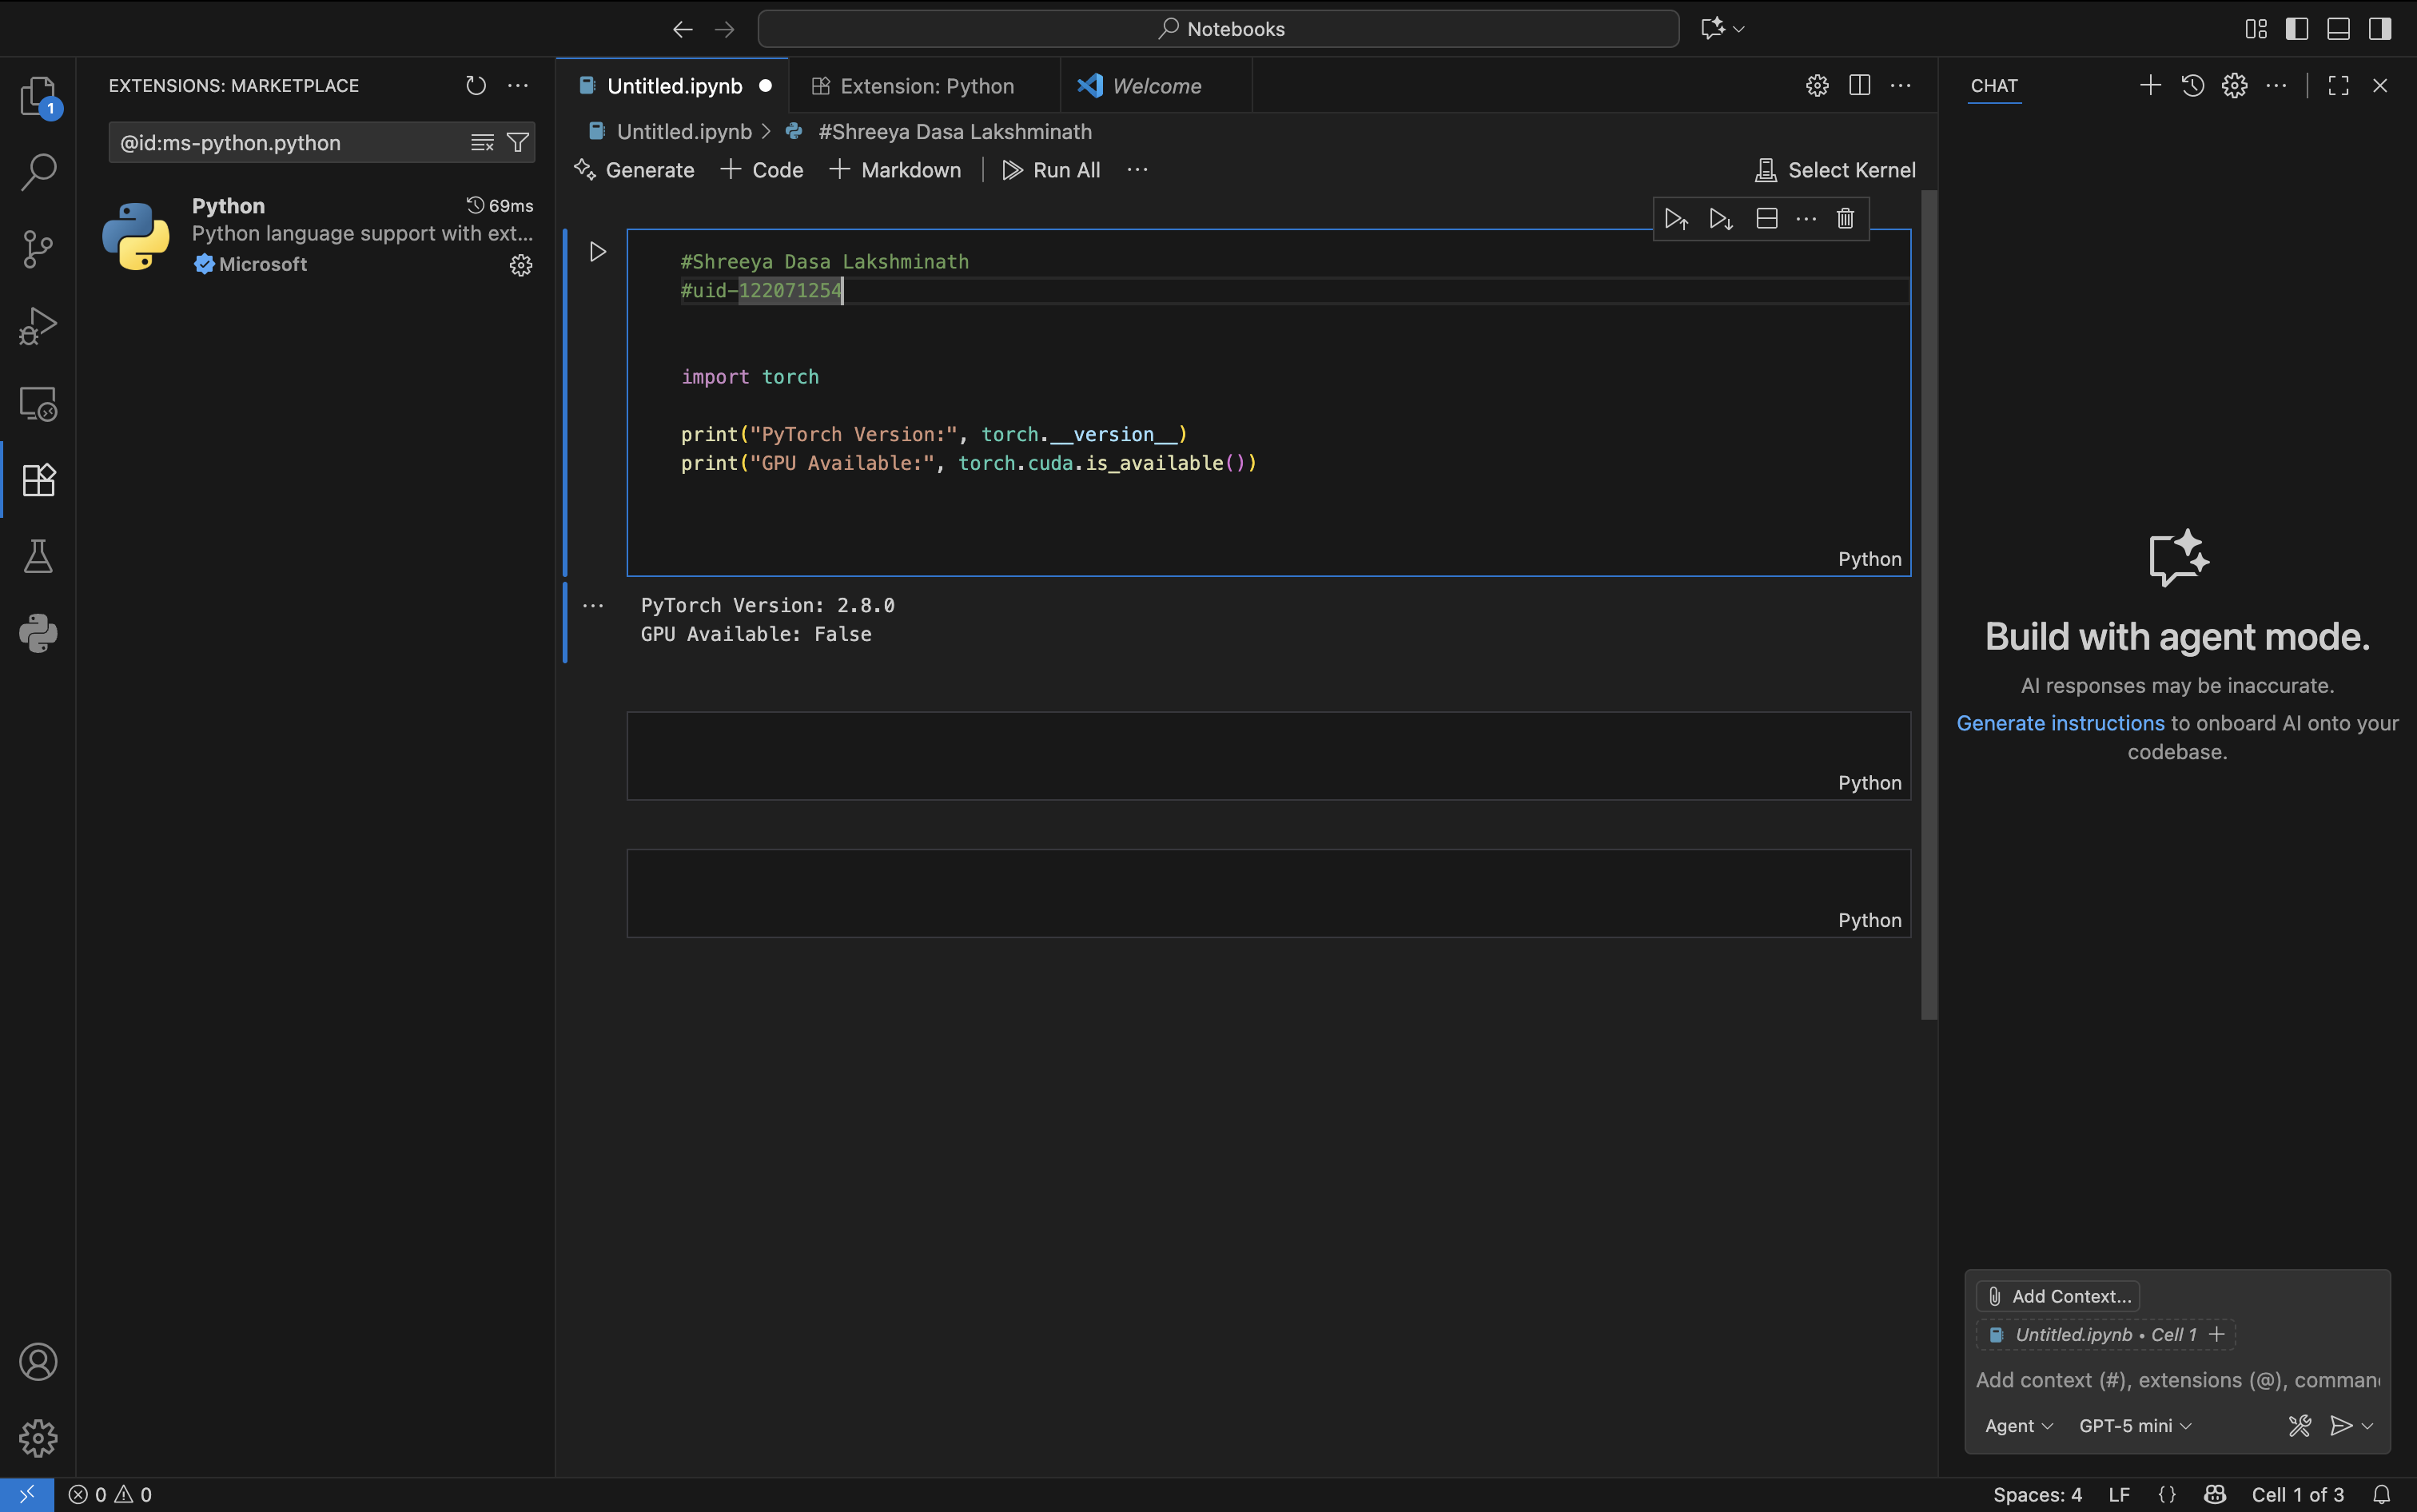 Notebooks
EXTENSIONS: MARKETPLACE
@id:ms-python.python
Python
69ms
Python language support with ext...
Microsoft
Untitled.ipynb
Extension: Python
Welcome
Untitled.ipynb > #Shreeya Dasa Lakshminath
Generate + Code + Markdown | Run All ...
Select Kernel
#Shreeya Dasa Lakshminath
#uid-122071254
import torch
print("PyTorch Version:", torch.__version__)
print("GPU Available:", torch.cuda.is_available())
Python
PyTorch Version: 2.8.0
GPU Available: False
Python
Python
CHAT
Build with agent mode.
AI responses may be inaccurate.
Generate instructions to onboard AI onto your
codebase.
Add Context...
Untitled.ipynb • Cell 1 +
Add context (#), extensions (@), comman
Agent
GPT-5 mini
1
0
0
Spaces: 4
LF
{}
Cell 1 of 3